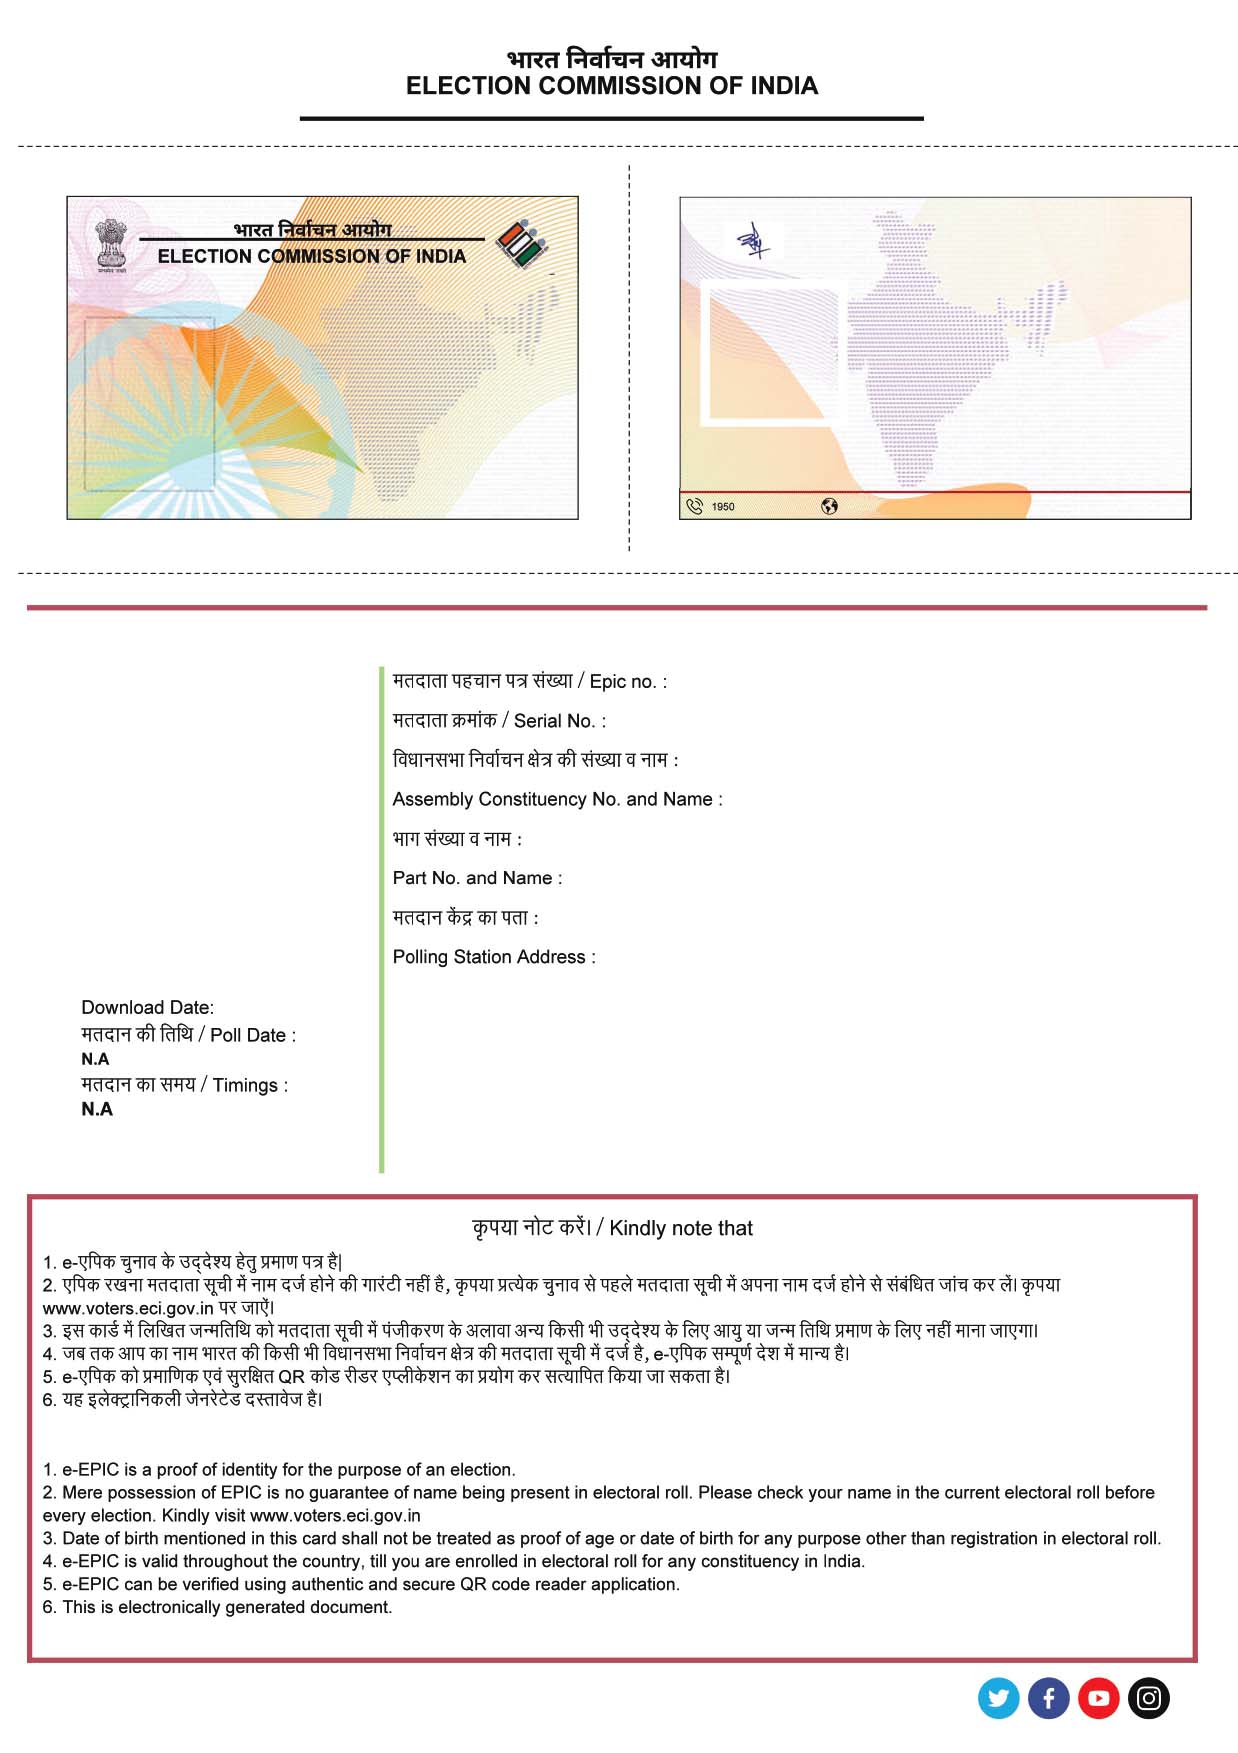 भारत निर्वाचन आयोग
ELECTION COMMISSION OF INDIA
भारत निर्वाचन आयोग
ELECTION COMMISSION OF INDIA
सत्यमेव जयते
1950
मतदाता पहचान पत्र संख्या / Epic no. :
मतदाता क्रमांक / Serial No. :
विधानसभा निर्वाचन क्षेत्र की संख्या व नाम :
Assembly Constituency No. and Name :
भाग संख्या व नाम :
Part No. and Name :
मतदान केंद्र का पता :
Polling Station Address :
Download Date:
मतदान की तिथि / Poll Date :
N.A
मतदान का समय / Timings :
N.A
कृपया नोट करें। / Kindly note that
1. e-एपिक चुनाव के उद्देश्य हेतु प्रमाण पत्र है|
2. एपिक रखना मतदाता सूची में नाम दर्ज होने की गारंटी नहीं है, कृपया प्रत्येक चुनाव से पहले मतदाता सूची में अपना नाम दर्ज होने से संबंधित जांच कर लें। कृपया
www.voters.eci.gov.in पर जाऐं।
3. इस कार्ड में लिखित जन्मतिथि को मतदाता सूची में पंजीकरण के अलावा अन्य किसी भी उद्देश्य के लिए आयु या जन्म तिथि प्रमाण के लिए नहीं माना जाएगा।
4. जब तक आप का नाम भारत की किसी भी विधानसभा निर्वाचन क्षेत्र की मतदाता सूची में दर्ज है, e-एपिक सम्पूर्ण देश में मान्य है।
5. e-एपिक को प्रमाणिक एवं सुरक्षित QR कोड रीडर एप्लीकेशन का प्रयोग कर सत्यापित किया जा सकता है।
6. यह इलेक्ट्रानिकली जेनरेटेड दस्तावेज है।
1. e-EPIC is a proof of identity for the purpose of an election.
2. Mere possession of EPIC is no guarantee of name being present in electoral roll. Please check your name in the current electoral roll before
every election. Kindly visit www.voters.eci.gov.in
3. Date of birth mentioned in this card shall not be treated as proof of age or date of birth for any purpose other than registration in electoral roll.
4. e-EPIC is valid throughout the country, till you are enrolled in electoral roll for any constituency in India.
5. e-EPIC can be verified using authentic and secure QR code reader application.
6. This is electronically generated document.